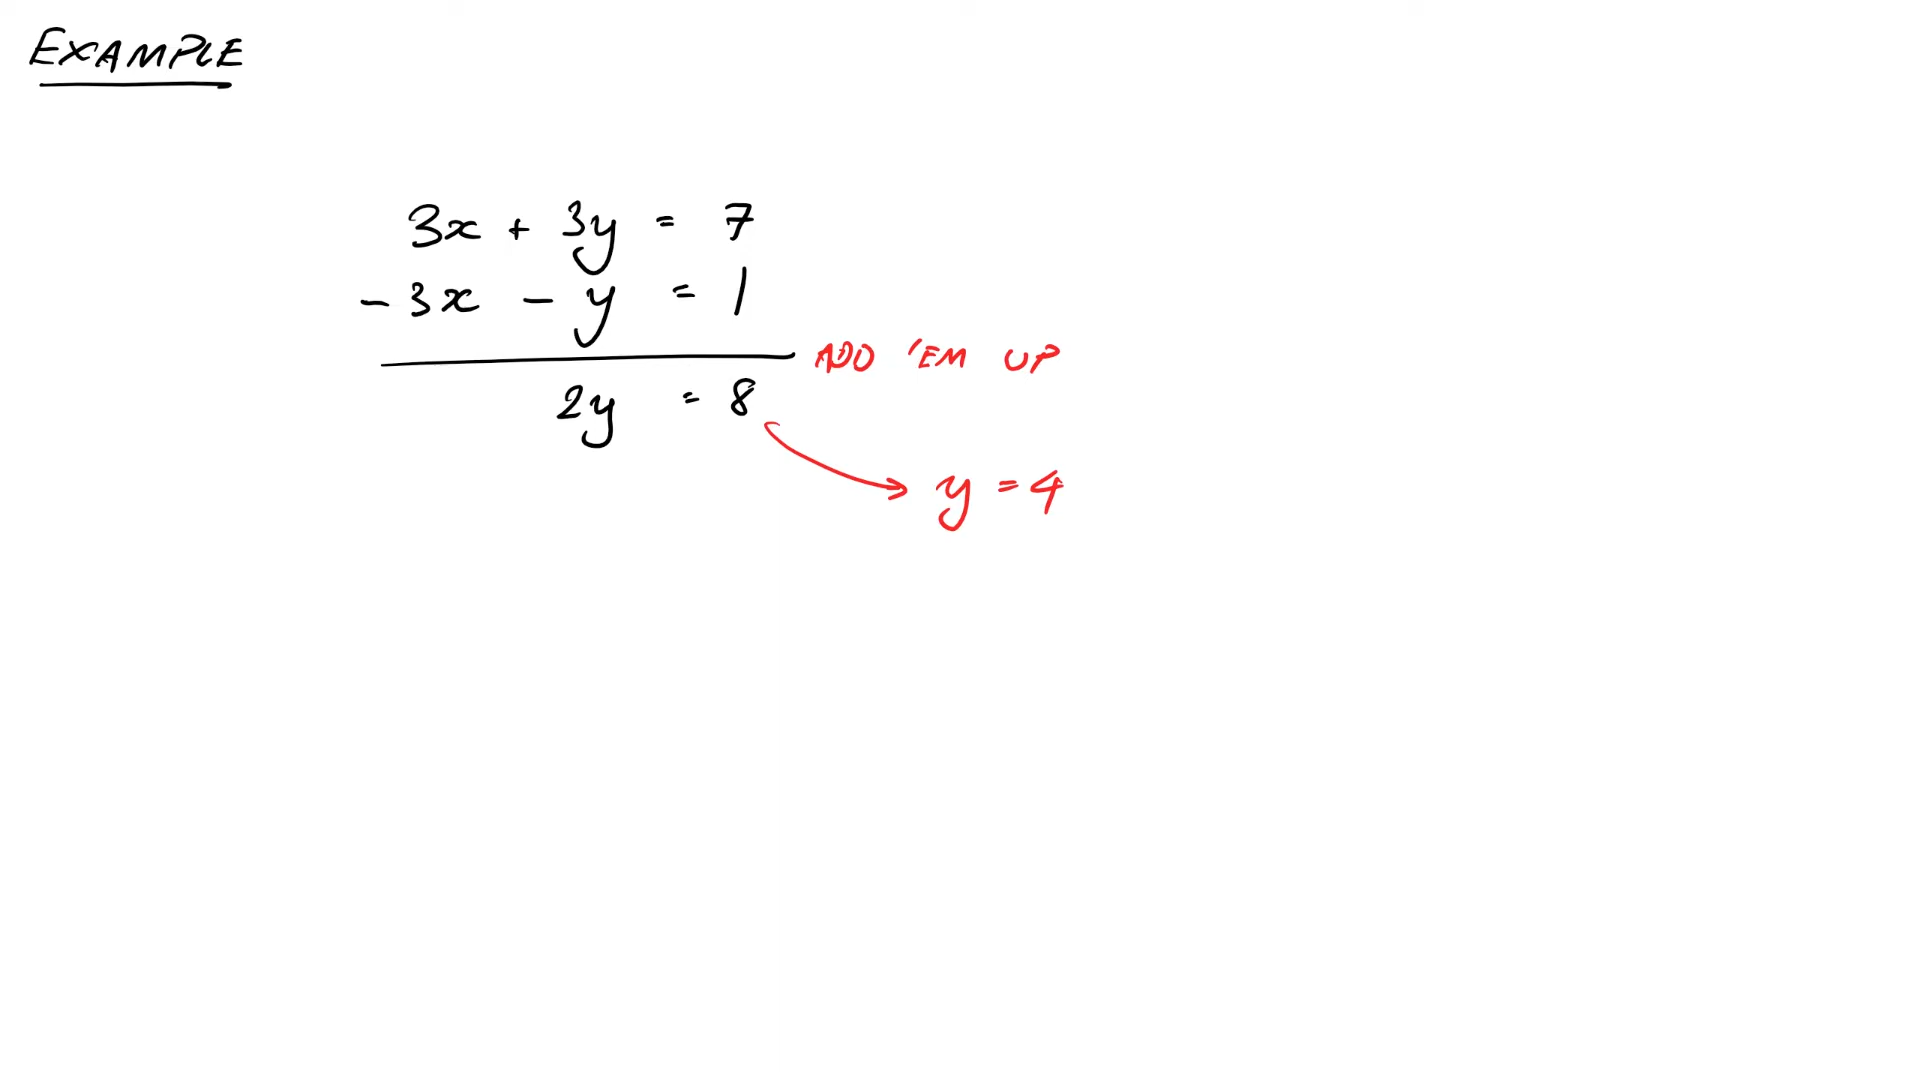 EXAMPLE
3x + 3y = 7
- 3x - y = 1
ADD 'EM UP
2y = 8
y = 4